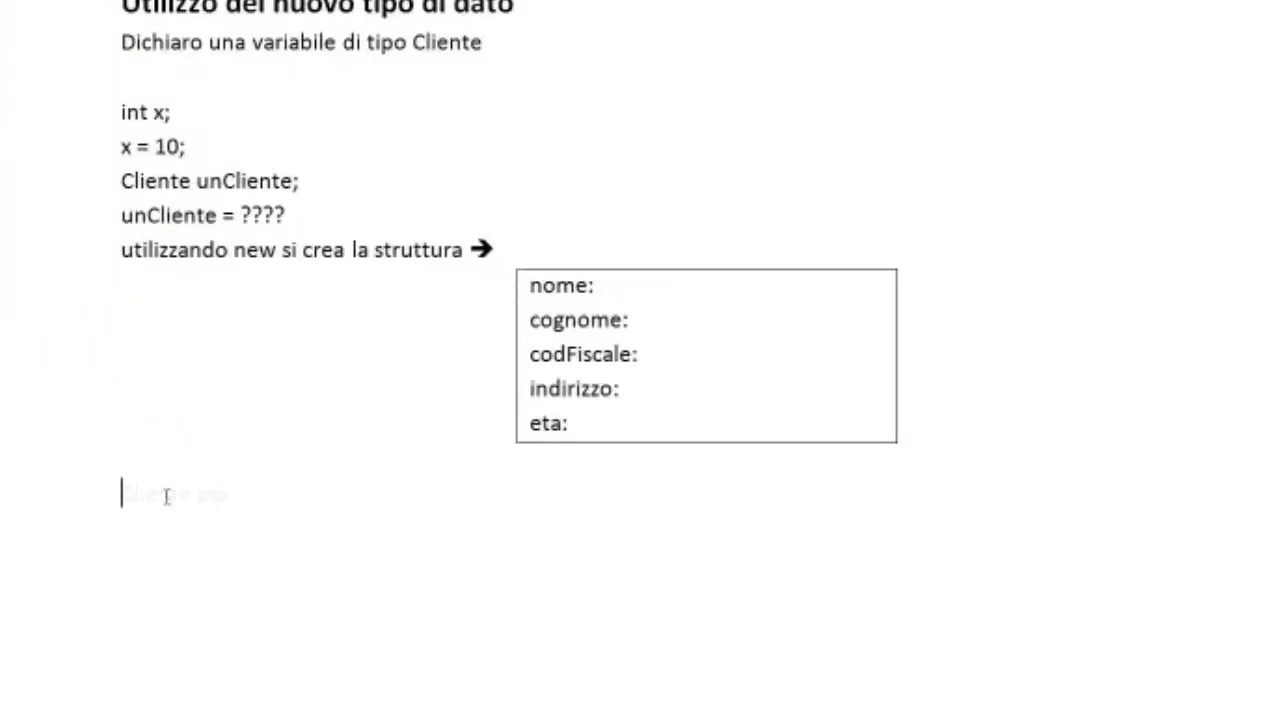 Utilizzo del nuovo tipo di dato
Dichiaro una variabile di tipo Cliente
int x;
x = 10;
Cliente unCliente;
unCliente = ????
utilizzando new si crea la struttura ➔
nome:
cognome:
codFiscale:
indirizzo:
eta: